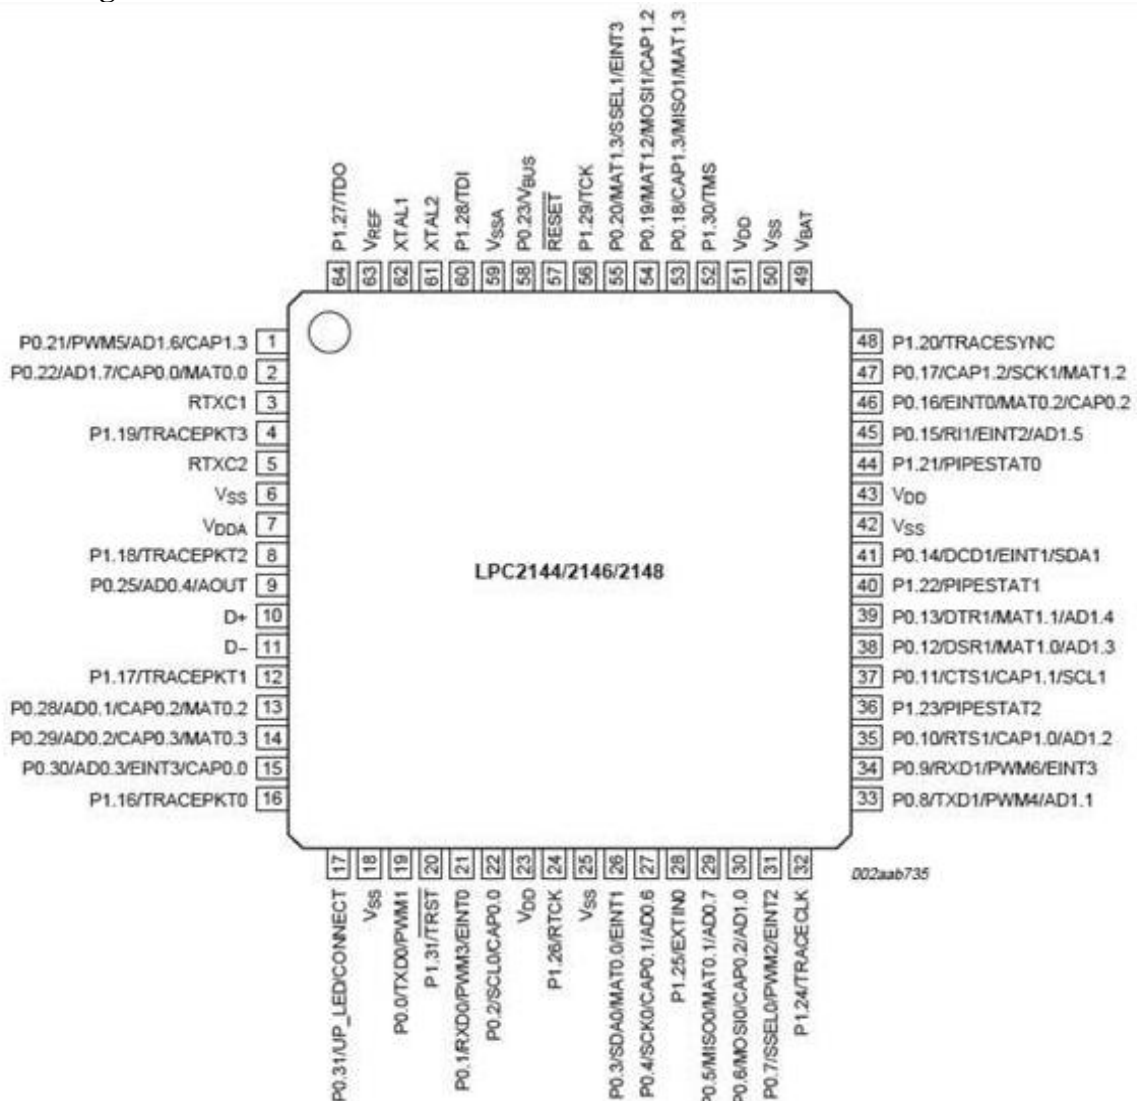 P1.27/TDO
VREF
XTAL1
XTAL2
P1.28/TDI
VSSA
P0.23/VBUS
RESET
P1.29/TCK
P0.20/MAT1.3/SSEL1/EINT3
P0.19/MAT1.2/MOSI1/CAP1.2
P0.18/CAP1.3/MISO1/MAT1.3
P1.30/TMS
VDD
VSS
VBAT
64 63 62 61 60 59 58 57 56 55 54 53 52 51 50 49
P0.21/PWM5/AD1.6/CAP1.3 1
P0.22/AD1.7/CAP0.0/MAT0.0 2
RTXC1 3
P1.19/TRACEPKT3 4
RTXC2 5
VSS 6
VDDA 7
P1.18/TRACEPKT2 8
P0.25/AD0.4/AOUT 9
D+ 10
D– 11
P1.17/TRACEPKT1 12
P0.28/AD0.1/CAP0.2/MAT0.2 13
P0.29/AD0.2/CAP0.3/MAT0.3 14
P0.30/AD0.3/EINT3/CAP0.0 15
P1.16/TRACEPKT0 16
LPC2144/2146/2148
48 P1.20/TRACESYNC
47 P0.17/CAP1.2/SCK1/MAT1.2
46 P0.16/EINT0/MAT0.2/CAP0.2
45 P0.15/RI1/EINT2/AD1.5
44 P1.21/PIPESTAT0
43 VDD
42 VSS
41 P0.14/DCD1/EINT1/SDA1
40 P1.22/PIPESTAT1
39 P0.13/DTR1/MAT1.1/AD1.4
38 P0.12/DSR1/MAT1.0/AD1.3
37 P0.11/CTS1/CAP1.1/SCL1
36 P1.23/PIPESTAT2
35 P0.10/RTS1/CAP1.0/AD1.2
34 P0.9/RXD1/PWM6/EINT3
33 P0.8/TXD1/PWM4/AD1.1
17 18 19 20 21 22 23 24 25 26 27 28 29 30 31 32
P0.31/UP_LED/CONNECT
VSS
P0.0/TXD0/PWM1
P1.31/TRST
P0.1/RXD0/PWM3/EINT0
P0.2/SCL0/CAP0.0
VDD
P1.26/RTCK
VSS
P0.3/SDA0/MAT0.0/EINT1
P0.4/SCK0/CAP0.1/AD0.6
P1.25/EXTIN0
P0.5/MISO0/MAT0.1/AD0.7
P0.6/MOSI0/CAP0.2/AD1.0
P0.7/SSEL0/PWM2/EINT2
P1.24/TRACECLK
002aab735